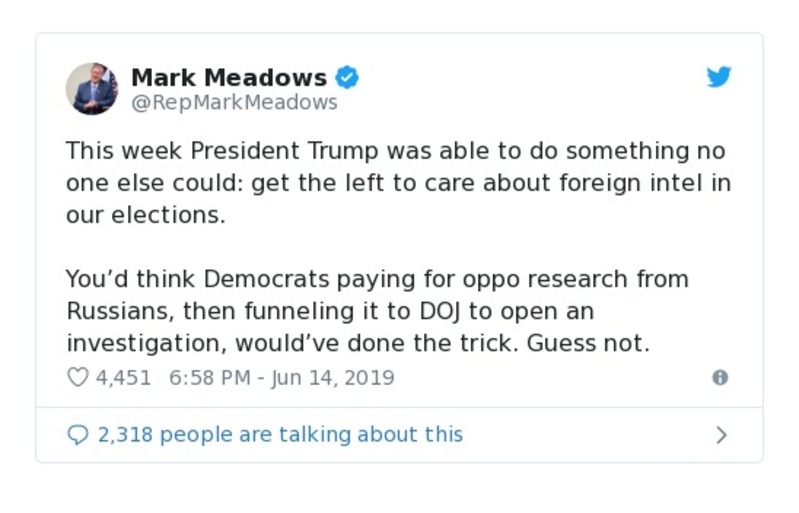 Mark Meadows
@RepMarkMeadows
This week President Trump was able to do something no
one else could: get the left to care about foreign intel in
our elections.
You’d think Democrats paying for oppo research from
Russians, then funneling it to DOJ to open an
investigation, would’ve done the trick. Guess not.
4,451 6:58 PM - Jun 14, 2019
2,318 people are talking about this